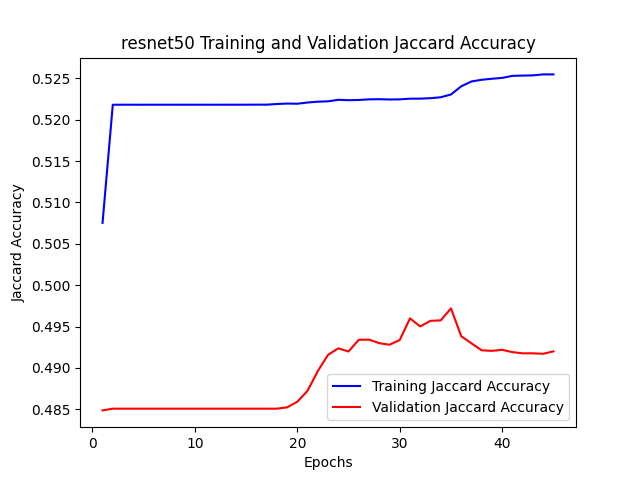 resnet50 Training and Validation Jaccard Accuracy
Jaccard Accuracy
0.525
0.520
0.515
0.510
0.505
0.500
0.495
0.490
0.485
Training Jaccard Accuracy
Validation Jaccard Accuracy
0 10 20 30 40
Epochs